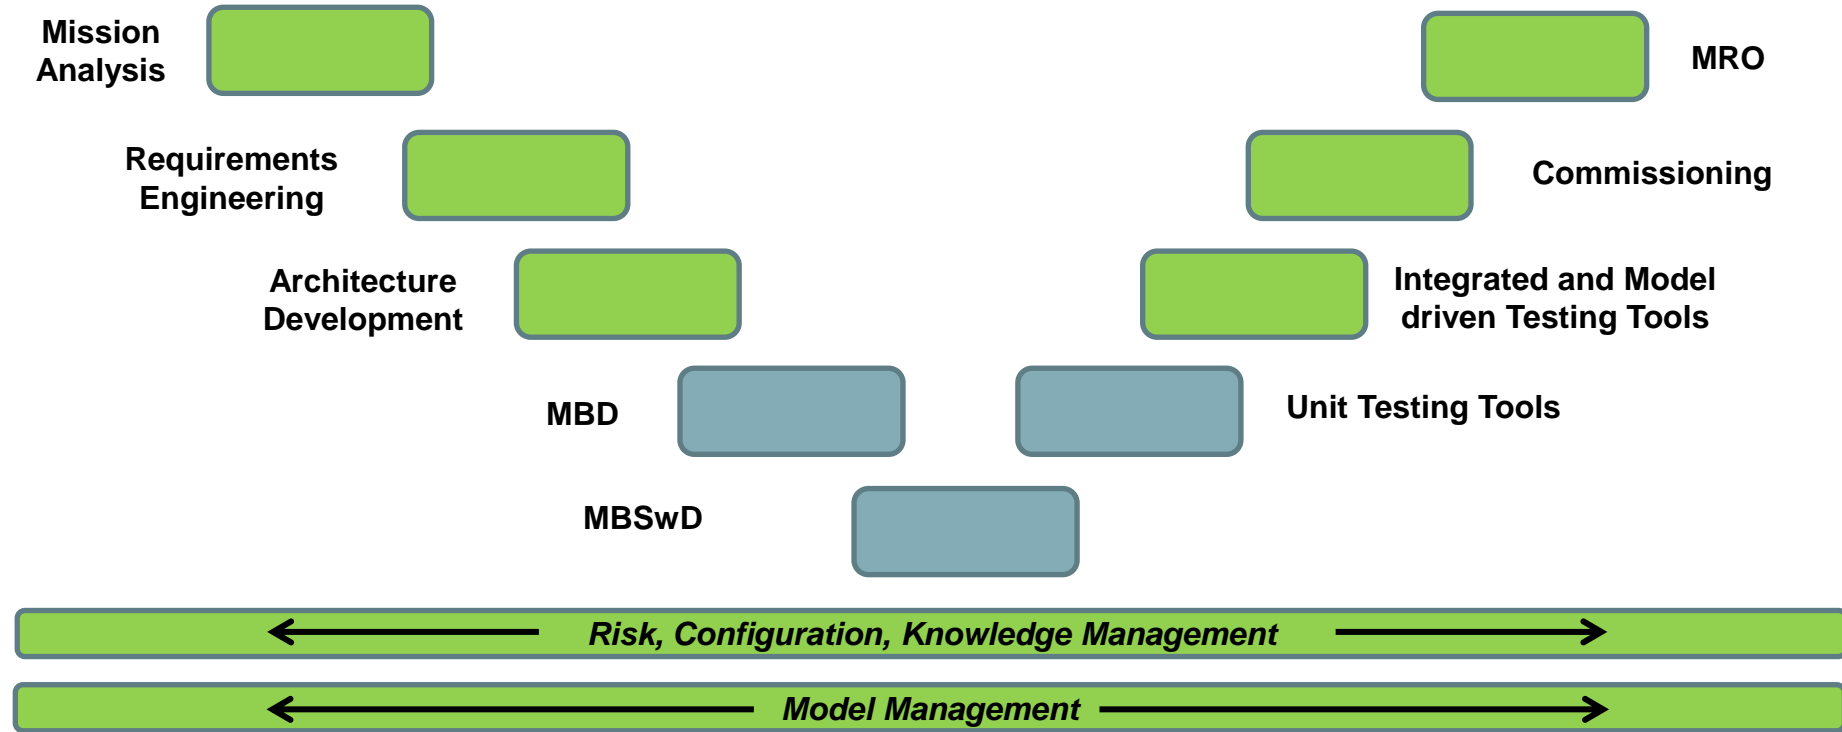 Mission
Analysis
MRO
Requirements
Engineering
Commissioning
Architecture
Development
Integrated and Model
driven Testing Tools
MBD
Unit Testing Tools
MBSwD
Risk, Configuration, Knowledge Management
Model Management